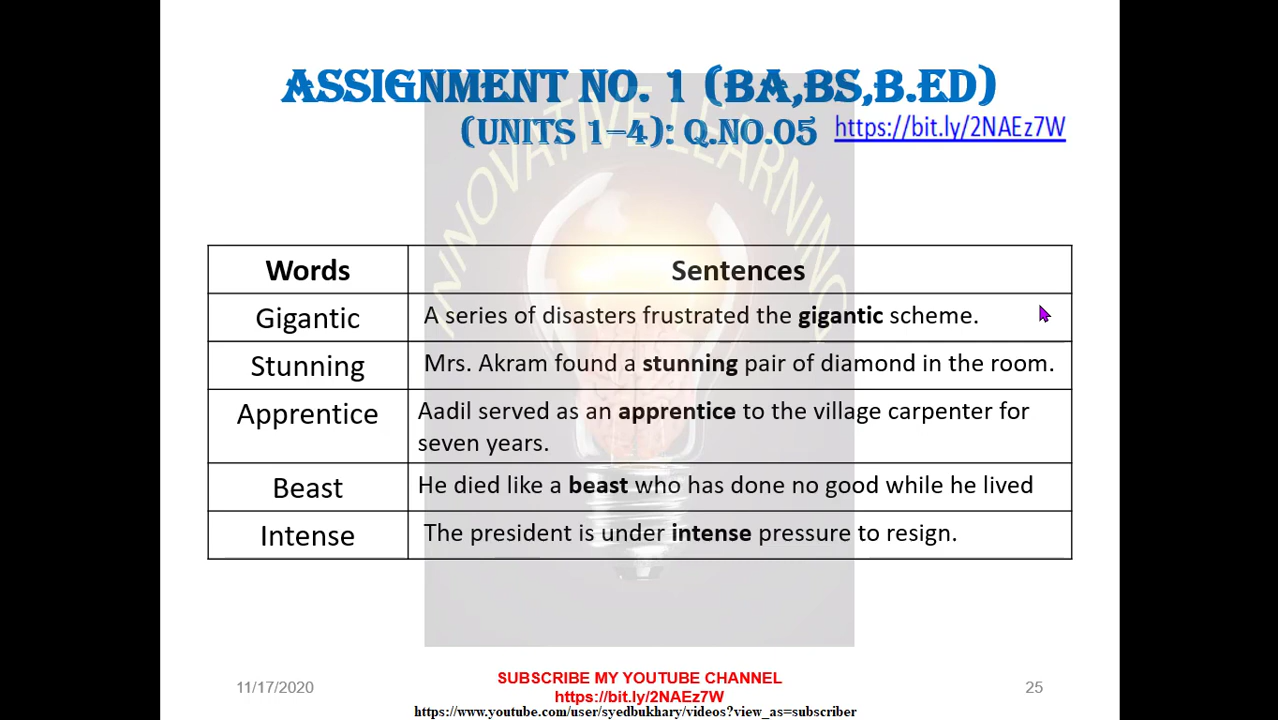 ASSIGNMENT NO. 1 (BA,BS,B.ED)
(UNITS 1–4): Q.NO.05 https://bit.ly/2NAEz7W
INNOVATIVE LEARNING
Words Sentences
Gigantic A series of disasters frustrated the gigantic scheme.
Stunning Mrs. Akram found a stunning pair of diamond in the room.
Apprentice Aadil served as an apprentice to the village carpenter for
seven years.
Beast He died like a beast who has done no good while he lived
Intense The president is under intense pressure to resign.
11/17/2020 SUBSCRIBE MY YOUTUBE CHANNEL 25
https://bit.ly/2NAEz7W
https://www.youtube.com/user/syedbukhary/videos?view_as=subscriber